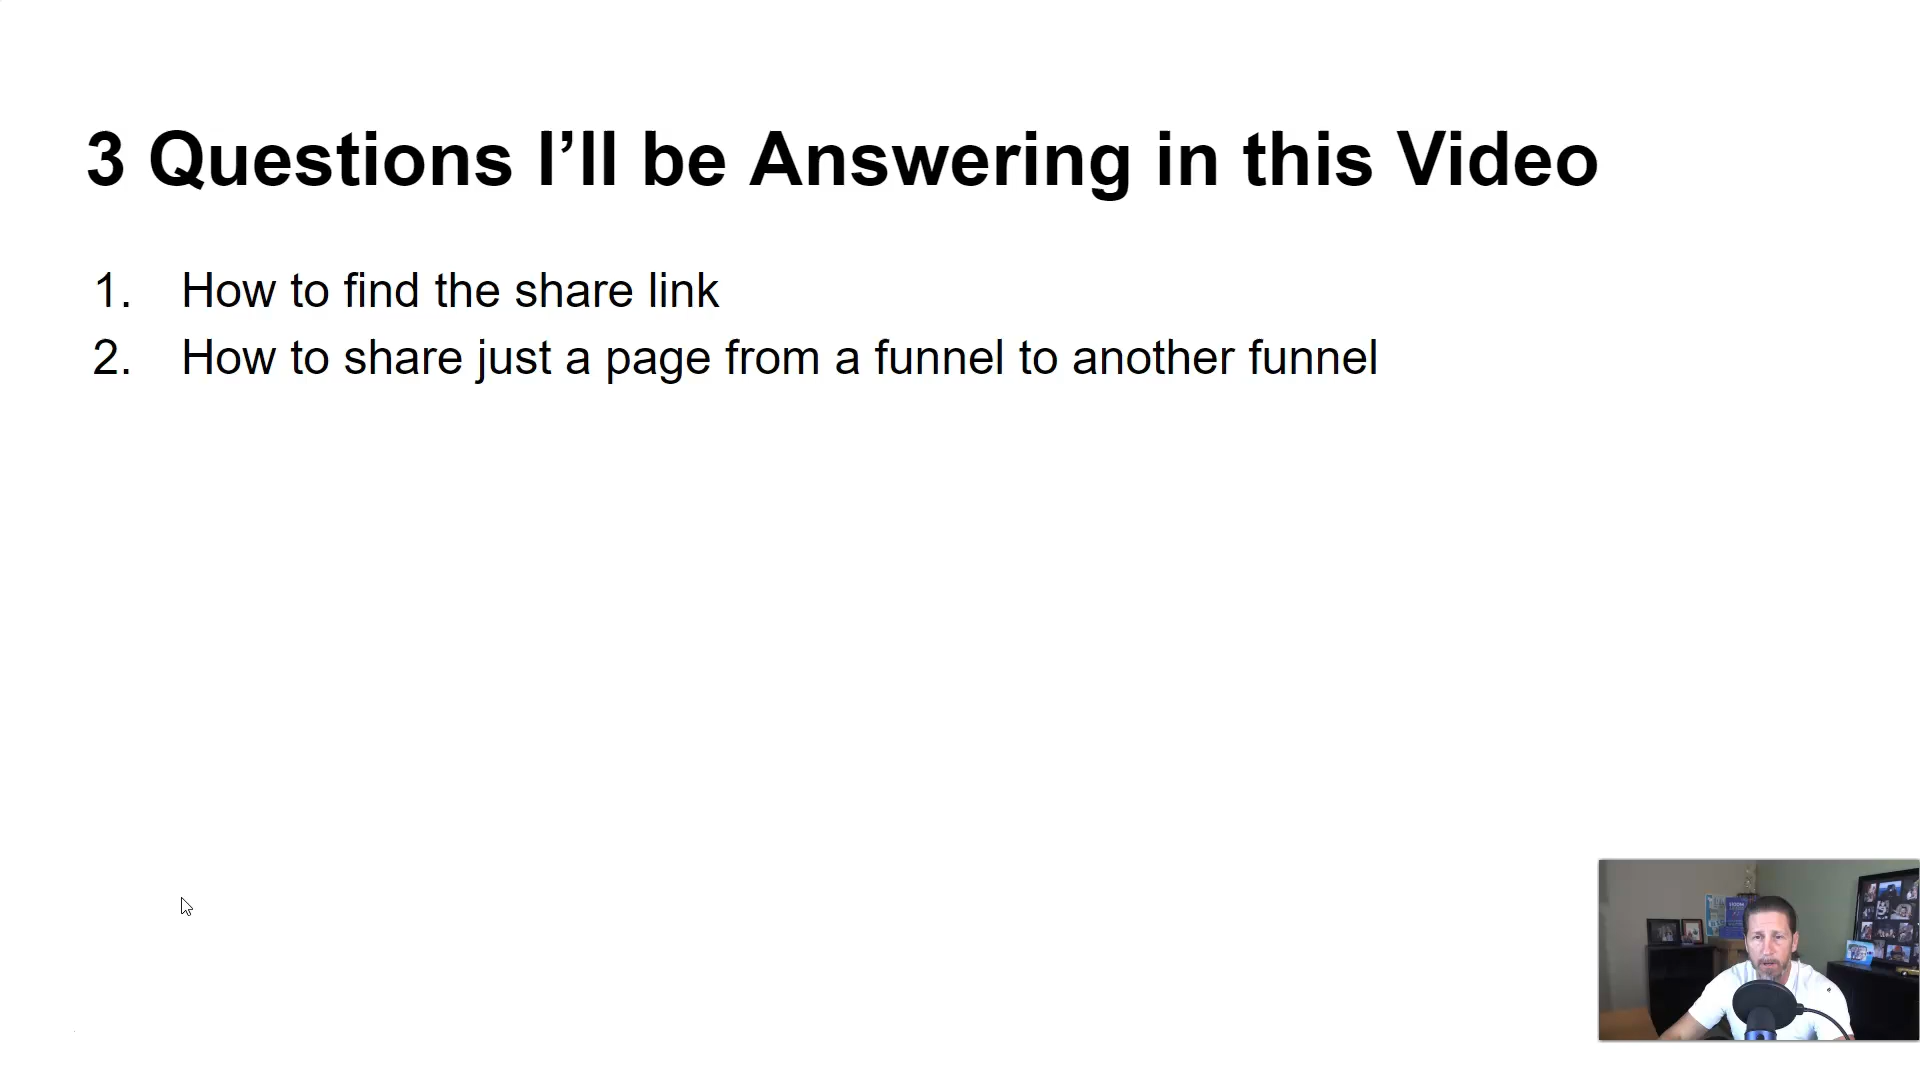 3 Questions I’ll be Answering in this Video
1. How to find the share link
2. How to share just a page from a funnel to another funnel